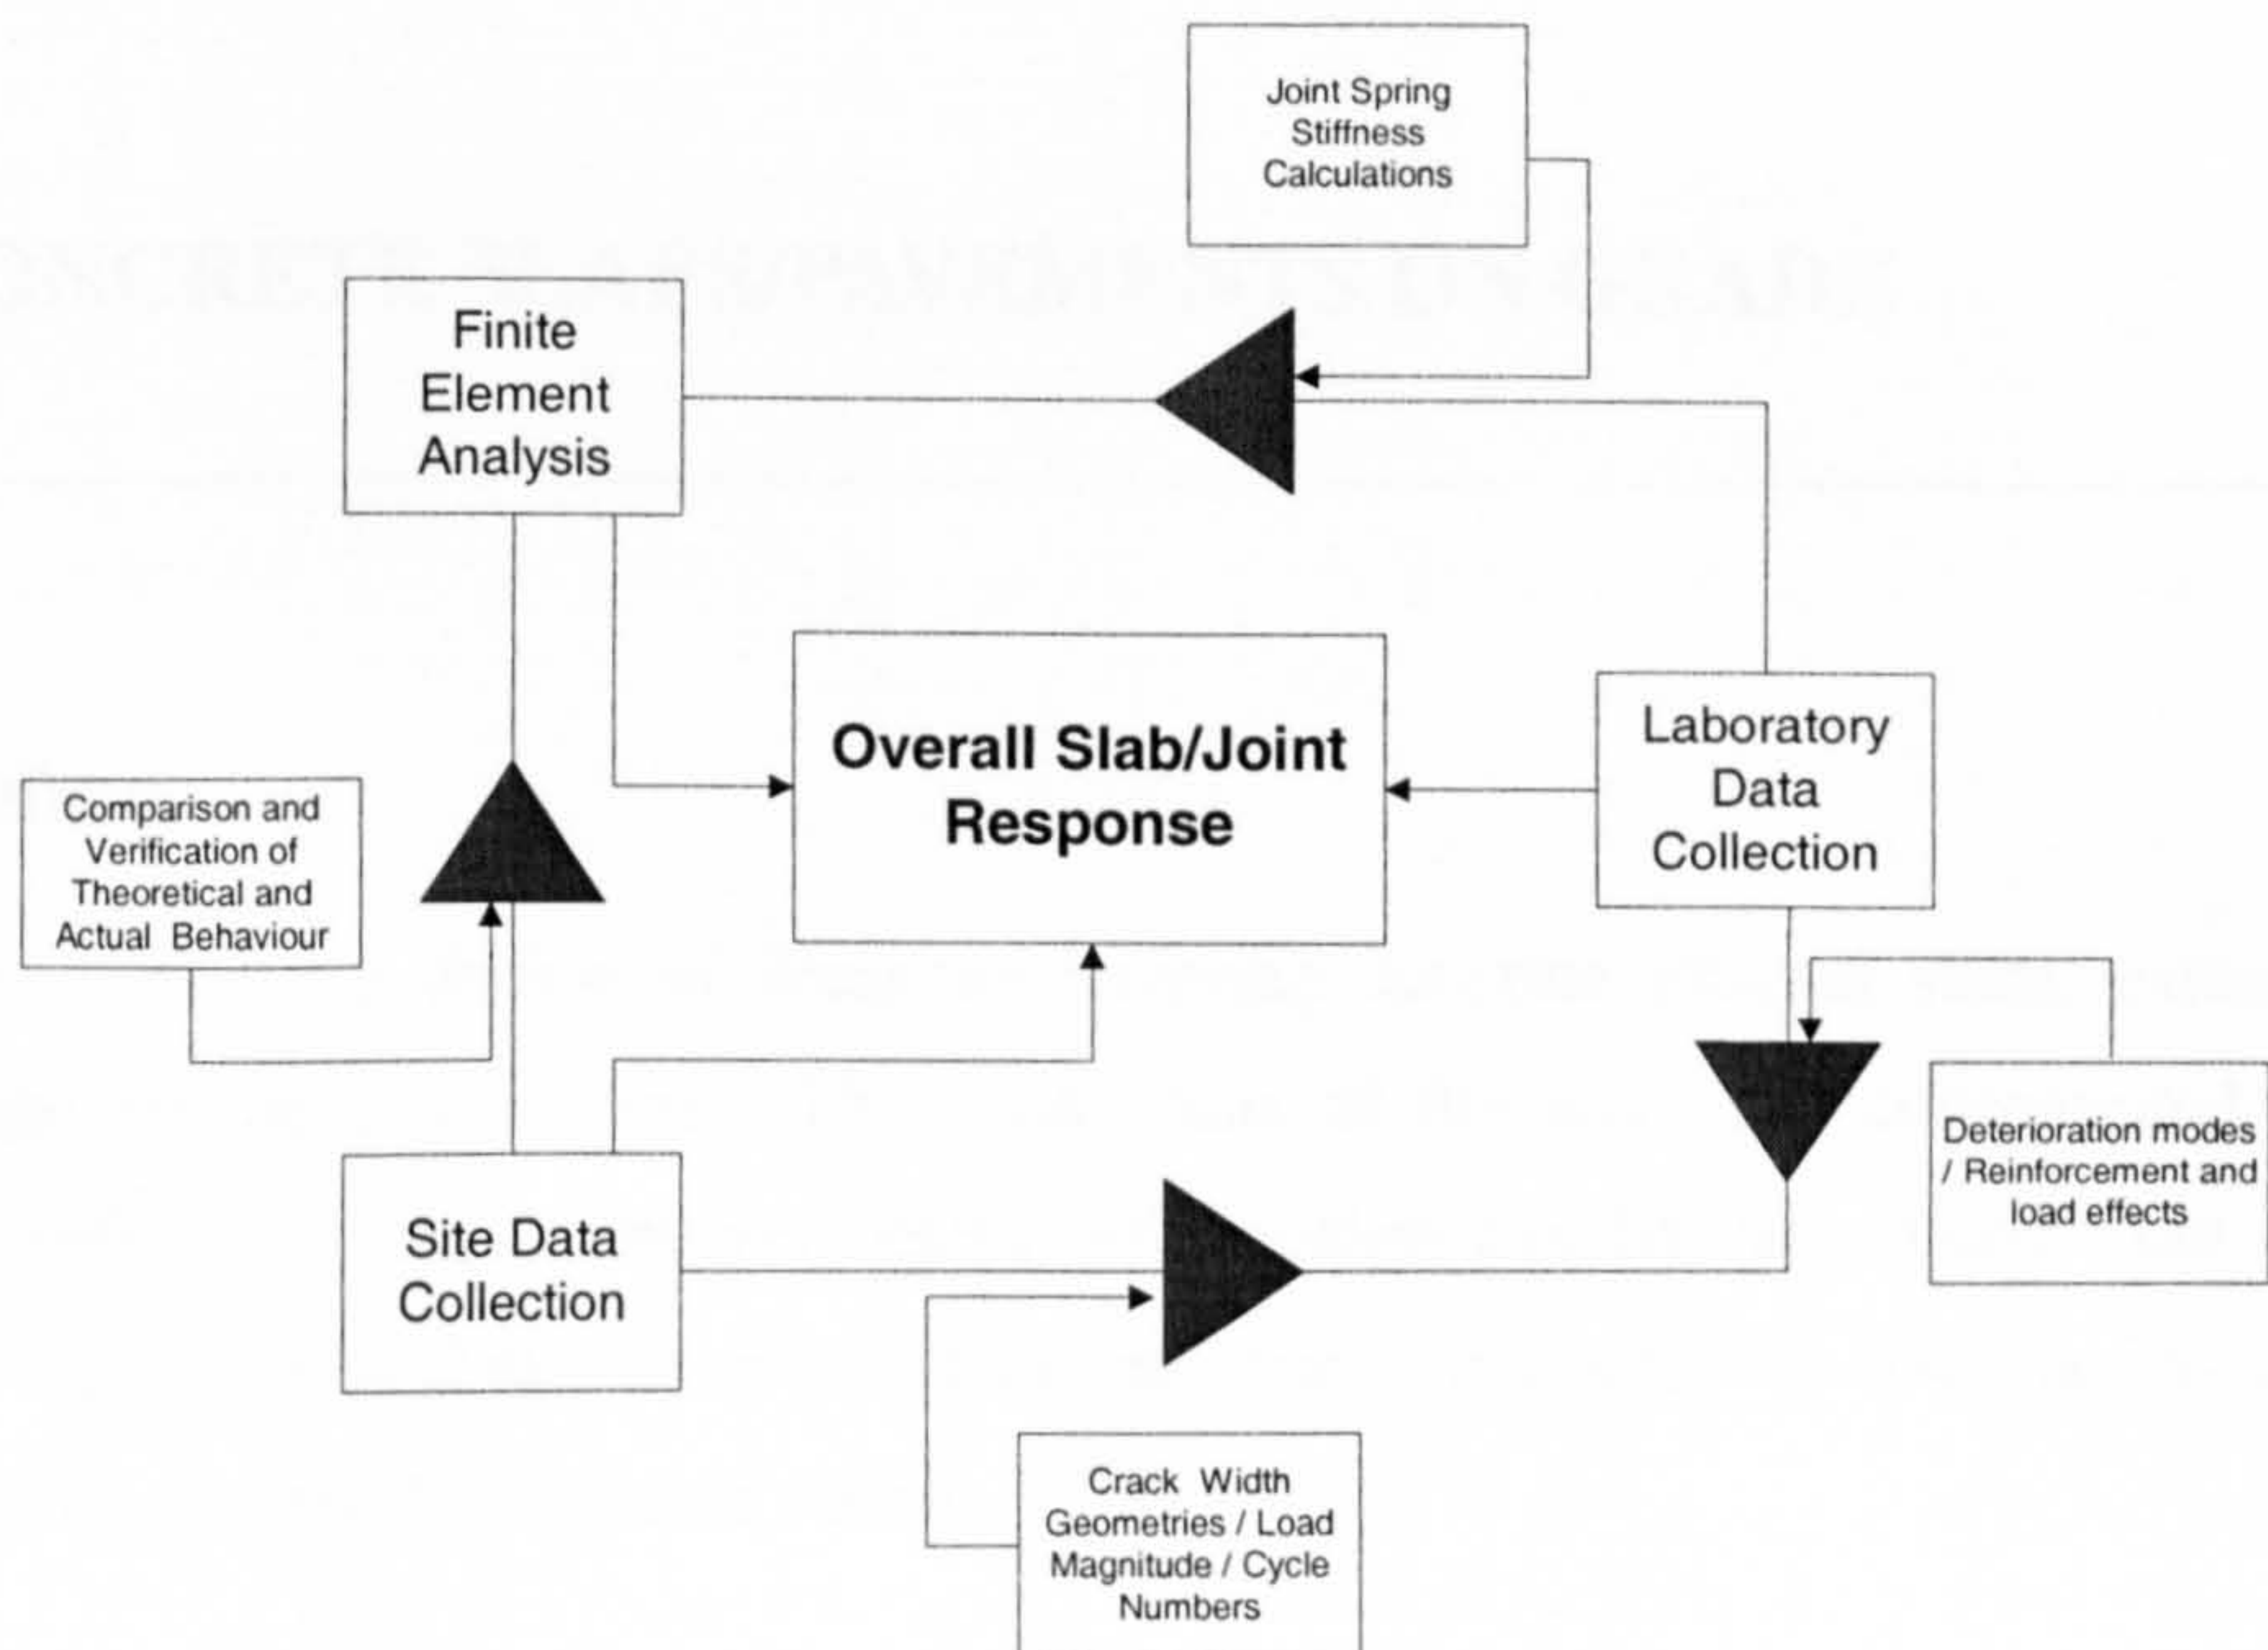 Joint Spring
Stiffness
Calculations
Finite
Element
Analysis
Overall Slab/Joint
Response
Laboratory
Data
Collection
Comparison and
Verification of
Theoretical and
Actual Behaviour
Deterioration modes
/ Reinforcement and
load effects
Site Data
Collection
Crack Width
Geometries / Load
Magnitude / Cycle
Numbers